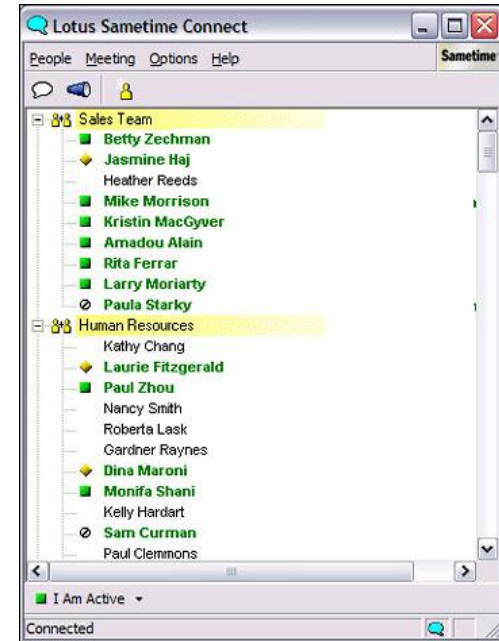 Lotus Sametime Connect
People Meeting Options Help Sametime
Sales Team
Betty Zechman
Jasmine Haj
Heather Reeds
Mike Morrison
Kristin MacGyver
Amadou Alain
Rita Ferrar
Larry Moriarty
Paula Starky
Human Resources
Kathy Chang
Laurie Fitzgerald
Paul Zhou
Nancy Smith
Roberta Lask
Gardner Raynes
Dina Maroni
Monifa Shani
Kelly Hardart
Sam Curman
Paul Clemmons
I Am Active
Connected